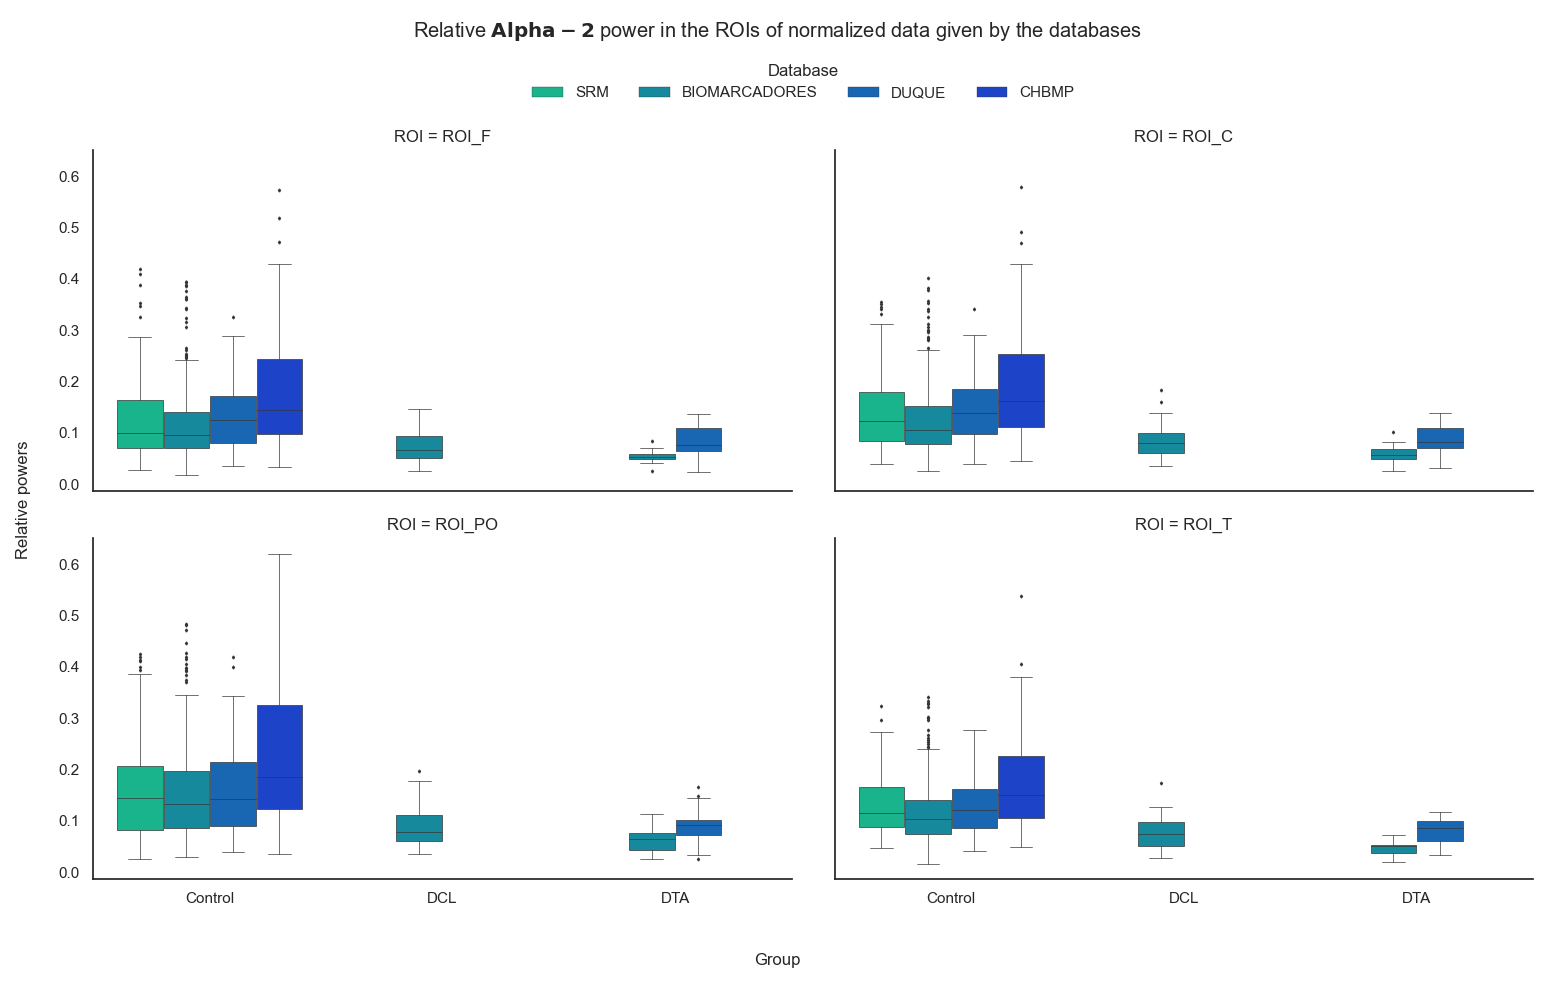 Relative Alpha − 2 power in the ROIs of normalized data given by the databases
Database
SRM BIOMARCADORES DUQUE CHBMP
ROI = ROI_F
ROI = ROI_C
0.6
0.5
0.4
0.3
0.2
0.1
0.0
ROI = ROI_PO
ROI = ROI_T
0.6
0.5
0.4
0.3
0.2
0.1
0.0
Relative powers
Control DCL DTA
Control DCL DTA
Group